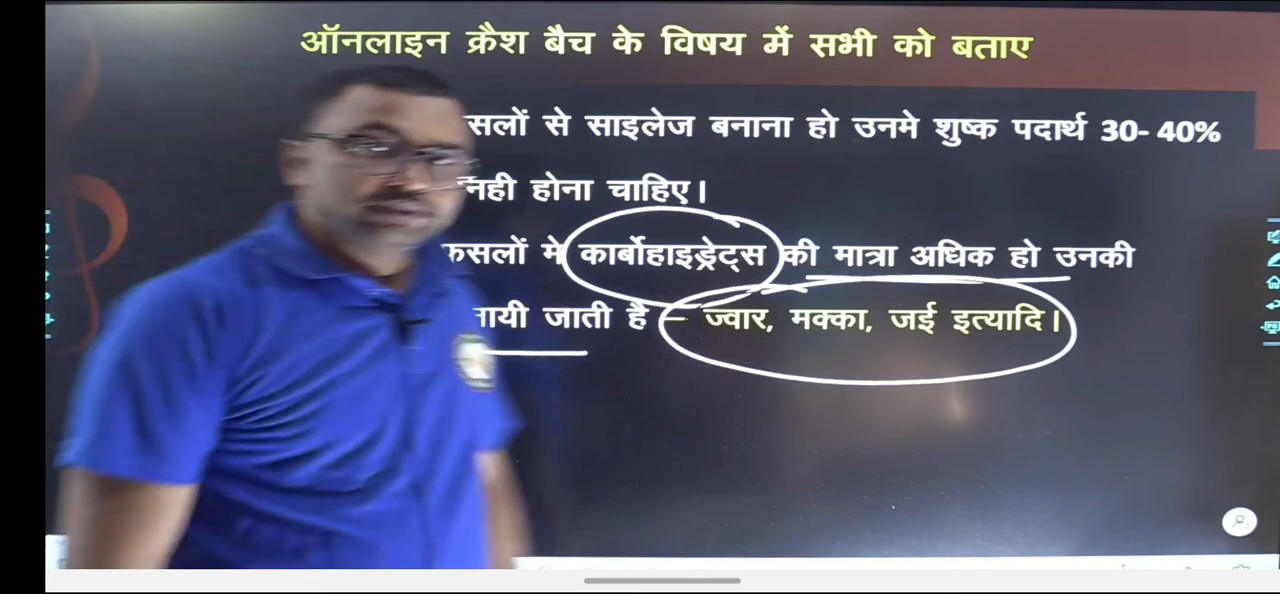 ऑनलाइन क्रैश बैच के विषय में सभी को बताए
से साइलेज बनाना हो उनमे शुष्क पदार्थ 30- 40%
नही होना चाहिए।
फसलों मे कार्बोहाइड्रेट्स की मात्रा अधिक हो उनकी
जाती है – ज्वार, मक्का, जई इत्यादि।